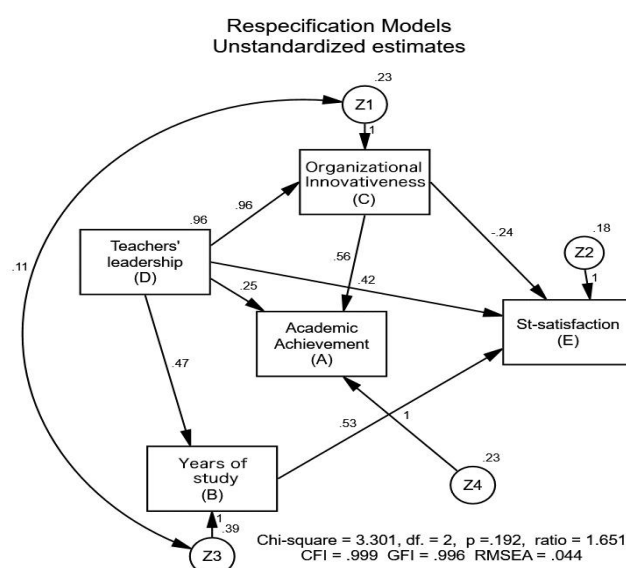 Respecification Models
Unstandardized estimates
.23
Z1
1
Organizational
Innovativeness
(C)
.96
.96
Teachers'
leadership
(D)
-.24
.18
Z2
1
.11
.56
.42
.25
St-satisfaction
(E)
Academic
Achievement
(A)
.47
.53
1
.23
Z4
Years of
study
(B)
1
.39
Z3
Chi-square = 3.301, df. = 2, p =.192, ratio = 1.651
CFI = .999 GFI = .996 RMSEA = .044